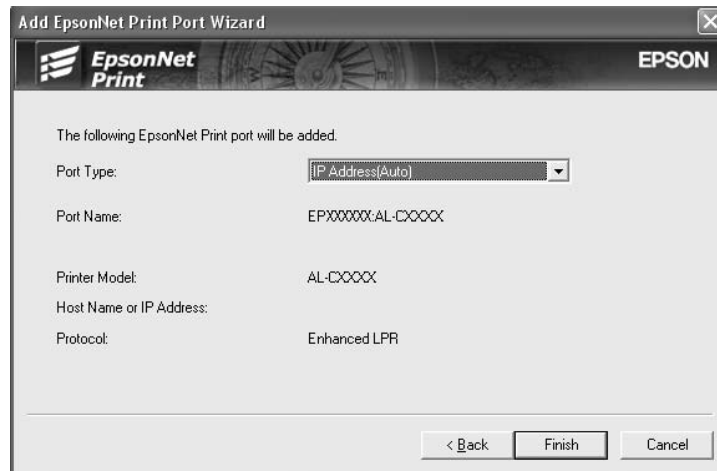 Add EpsonNet Print Port Wizard
EpsonNet Print
EPSON
The following EpsonNet Print port will be added.
Port Type: IP Address(Auto)
Port Name: EPXXXXXX:AL-CXXXX
Printer Model: AL-CXXXX
Host Name or IP Address:
Protocol: Enhanced LPR
< Back Finish Cancel